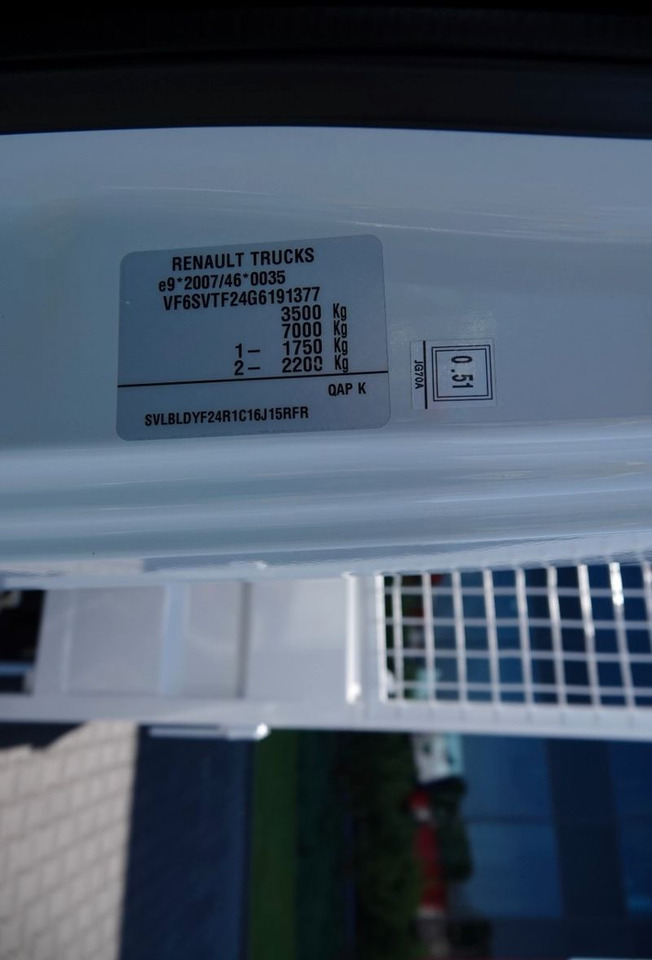 RENAULT TRUCKS
e9*2007/46*0035
VF6SVTF24G6191377
3500 Kg
7000 Kg
1– 1750 Kg
2– 2200 Kg
QAP K
SVLBLDYF24R1C16J15RFR
JG70A
0.51